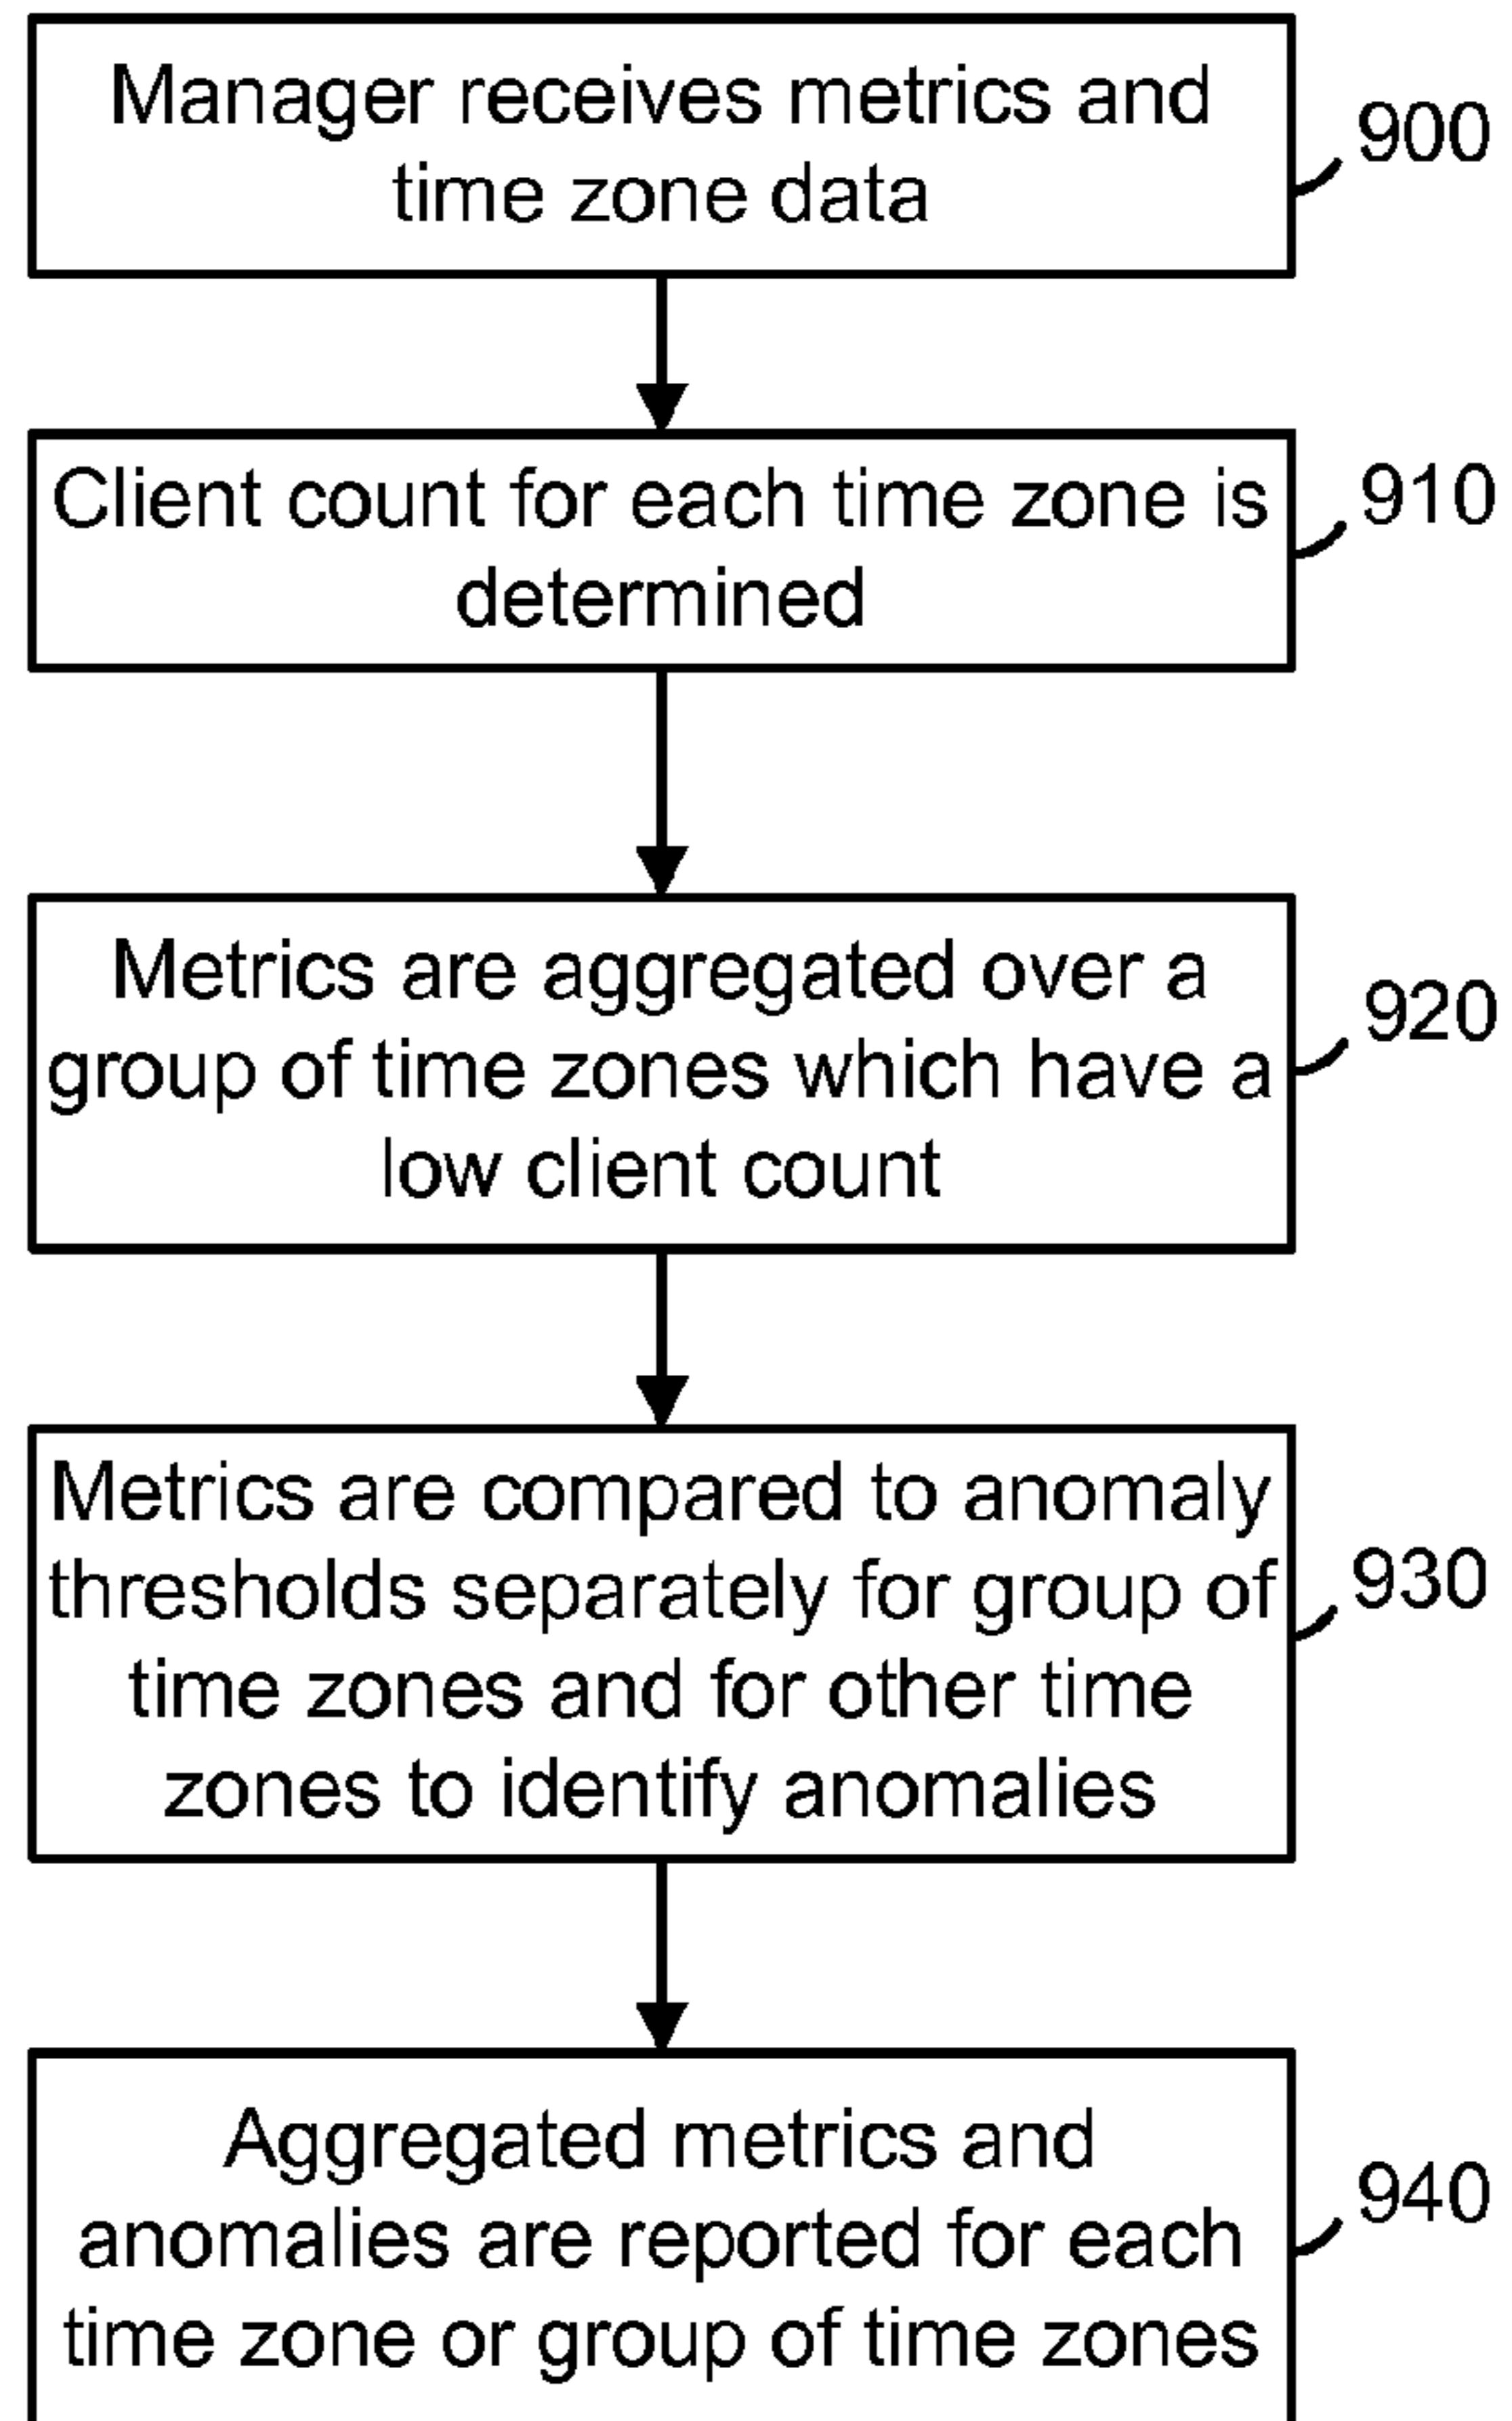 Manager receives metrics and
time zone data
900
Client count for each time zone is
determined
910
Metrics are aggregated over a
group of time zones which have a
low client count
920
Metrics are compared to anomaly
thresholds separately for group of
time zones and for other time
zones to identify anomalies
930
Aggregated metrics and
anomalies are reported for each
time zone or group of time zones
940